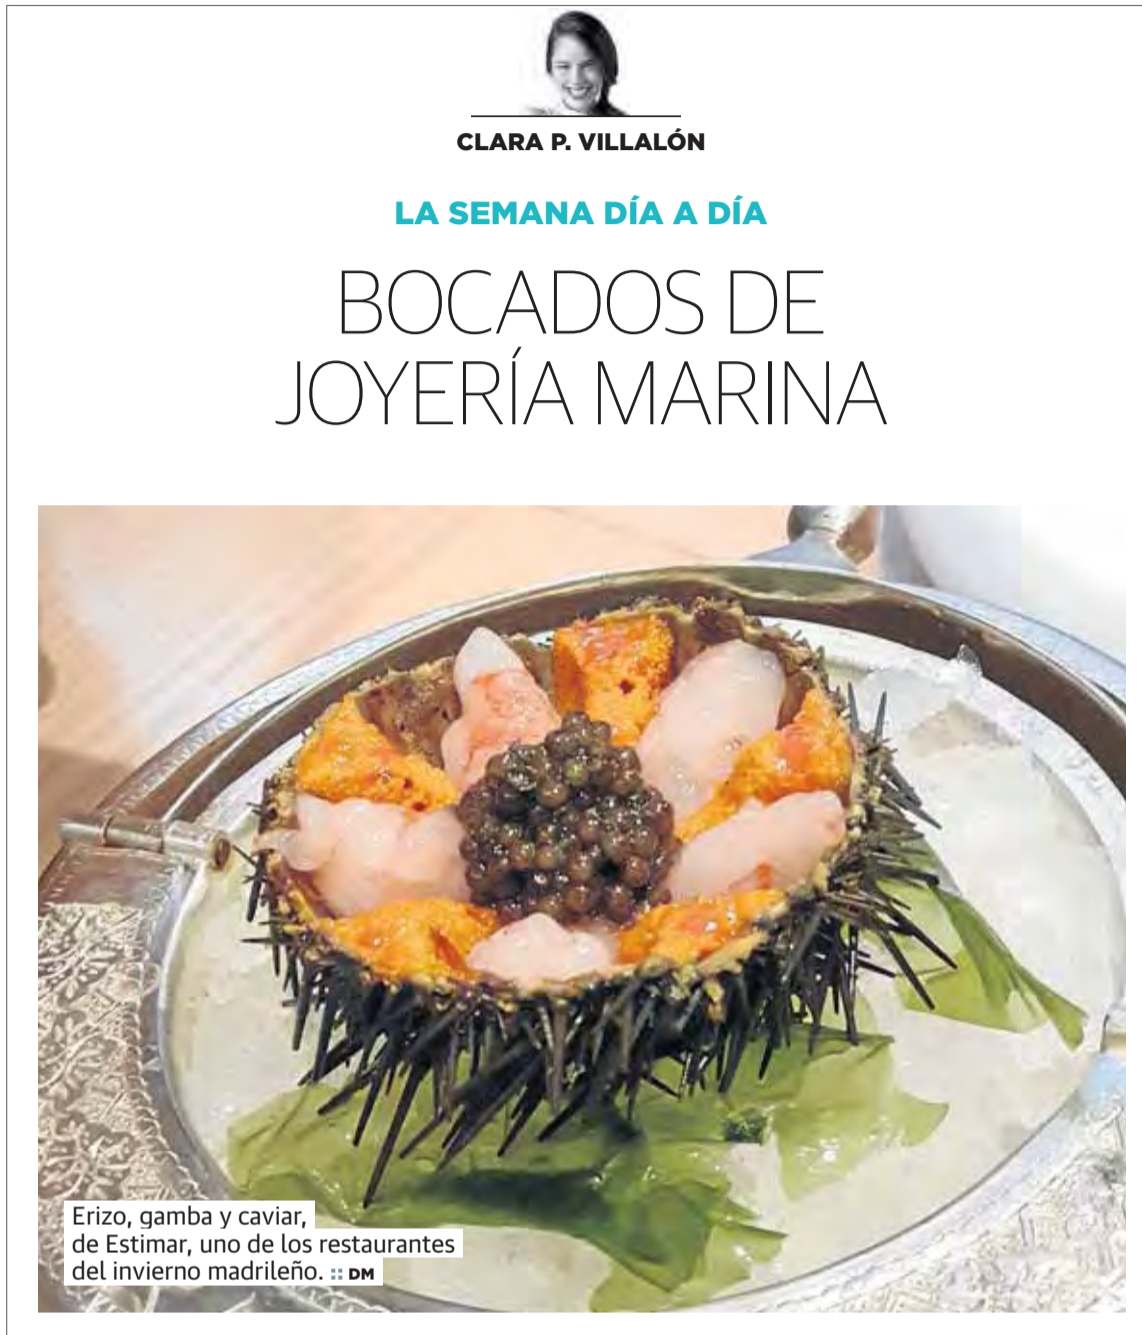 CLARA P. VILLALÓN
LA SEMANA DÍA A DÍA
BOCADOS DE
JOYERÍA MARINA
Erizo, gamba y caviar,
de Estimar, uno de los restaurantes
del invierno madrileño. :: DM